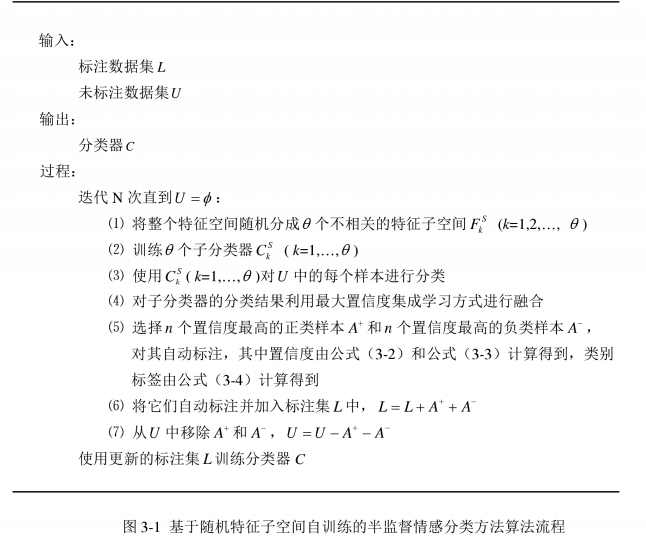 输入：
标注数据集 L
未标注数据集 U
输出：
分类器 C
过程：
迭代 N 次直到 U = ϕ：
⑴ 将整个特征空间随机分成 θ 个不相关的特征子空间 F_k^S (k=1,2,…, θ)
⑵ 训练 θ 个子分类器 C_k^S (k=1,…,θ)
⑶ 使用 C_k^S (k=1,…,θ)对 U 中的每个样本进行分类
⑷ 对子分类器的分类结果利用最大置信度集成学习方式进行融合
⑸ 选择 n 个置信度最高的正类样本 A⁺ 和 n 个置信度最高的负类样本 A⁻，
对其自动标注，其中置信度由公式（3-2）和公式（3-3）计算得到，类别
标签由公式（3-4）计算得到
⑹ 将它们自动标注并加入标注集 L 中， L = L + A⁺ + A⁻
⑺ 从 U 中移除 A⁺ 和 A⁻，U = U − A⁺ − A⁻
使用更新的标注集 L 训练分类器 C
图 3-1 基于随机特征子空间自训练的半监督情感分类方法算法流程